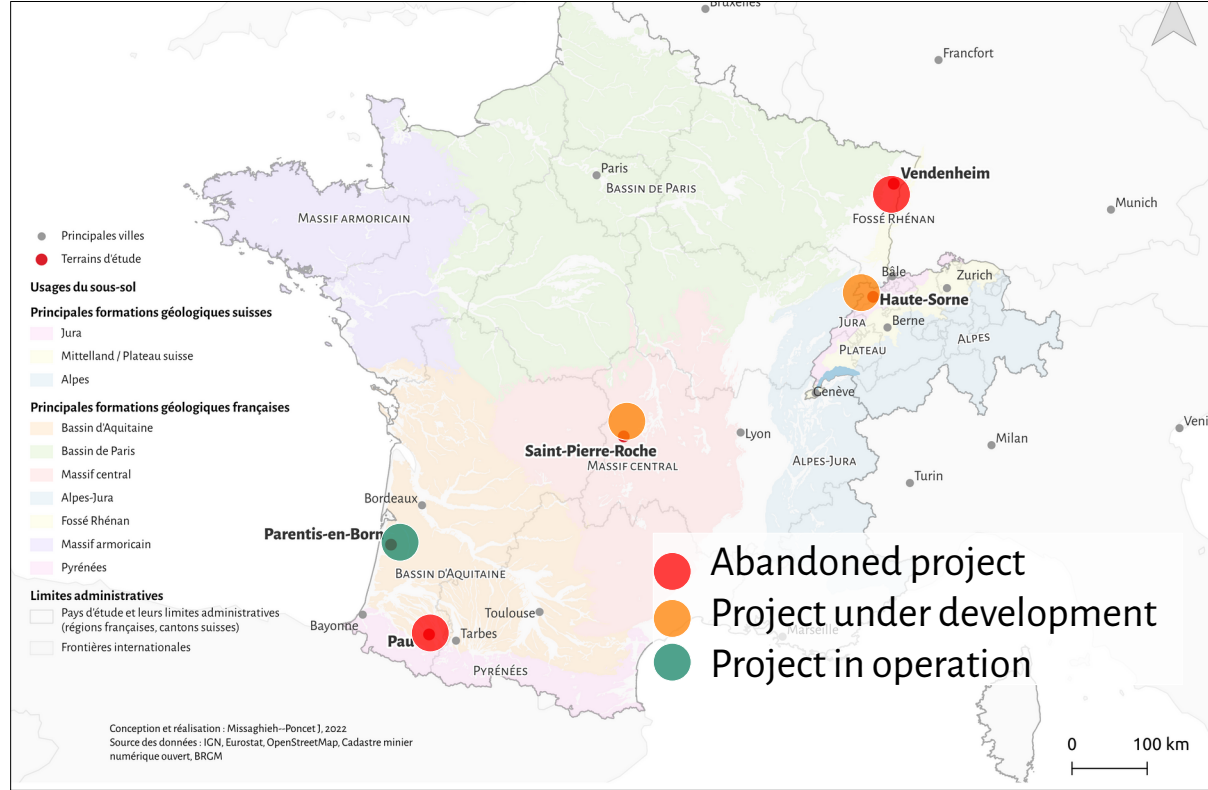 Bruxelles
Francfort
Paris
BASSIN DE PARIS
Vendenheim
FOSSÉ RHÉNAN
Munich
MASSIF ARMORICAIN
Principales villes
Terrains d'étude
Usages du sous-sol
Principales formations géologiques suisses
Jura
Mittelland / Plateau suisse
Alpes
Principales formations géologiques françaises
Bassin d'Aquitaine
Bassin de Paris
Massif central
Alpes-Jura
Fossé Rhénan
Massif armoricain
Pyrénées
Limites administratives
Pays d'étude et leurs limites administratives
(régions françaises, cantons suisses)
Frontières internationales
Bâle
Zurich
Haute-Sorne
JURA
Berne
PLATEAU
ALPES
Genève
Lyon
Saint-Pierre-Roche
MASSIF CENTRAL
ALPES-JURA
Milan
Veni
Turin
Bordeaux
Parentis-en-Born
BASSIN D'AQUITAINE
Toulouse
Bayonne
Pau
Tarbes
PYRÉNÉES
Marseille
Abandoned project
Project under development
Project in operation
Conception et réalisation : Missaghieh--Poncet J, 2022
Source des données : IGN, Eurostat, OpenStreetMap, Cadastre minier
numérique ouvert, BRGM
0 100 km